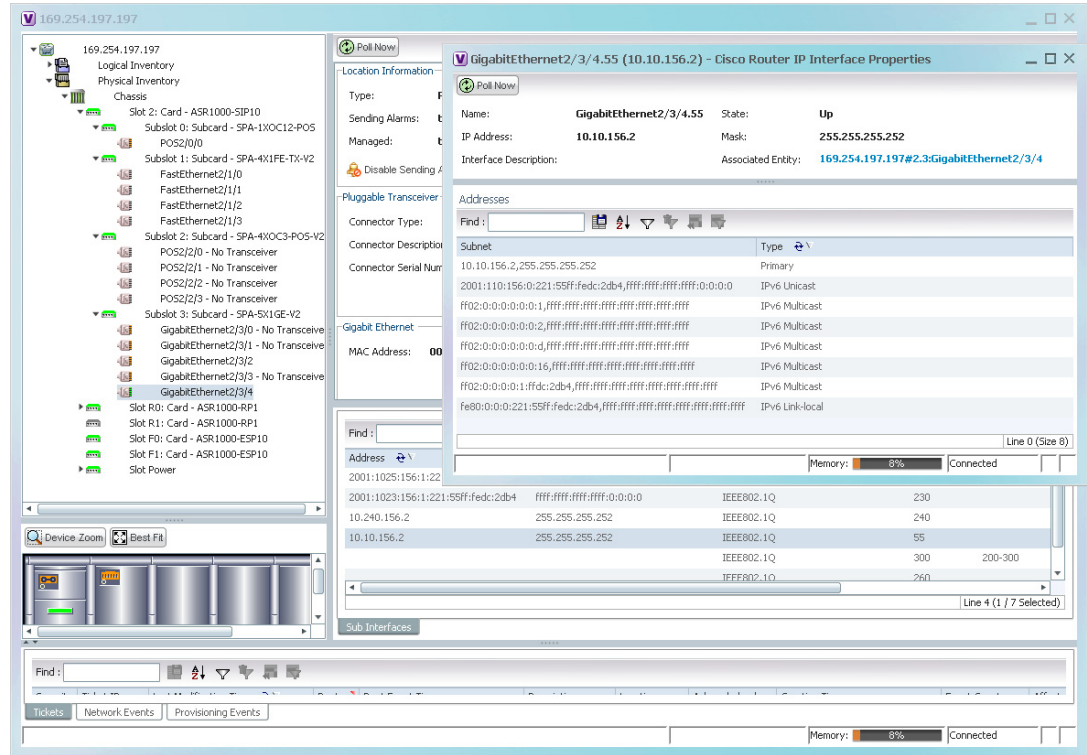 169.254.197.197
169.254.197.197
Logical Inventory
Physical Inventory
Chassis
Slot 2: Card - ASR1000-SIP10
Subslot 0: Subcard - SPA-1XOC12-POS
POS2/0/0
Subslot 1: Subcard - SPA-4X1FE-TX-V2
FastEthernet2/1/0
FastEthernet2/1/1
FastEthernet2/1/2
FastEthernet2/1/3
Subslot 2: Subcard - SPA-4XOC3-POS-V2
POS2/2/0 - No Transceiver
POS2/2/1 - No Transceiver
POS2/2/2 - No Transceiver
POS2/2/3 - No Transceiver
Subslot 3: Subcard - SPA-5X1GE-V2
GigabitEthernet2/3/0 - No Transceive
GigabitEthernet2/3/1 - No Transceive
GigabitEthernet2/3/2
GigabitEthernet2/3/3 - No Transceive
GigabitEthernet2/3/4
Slot R0: Card - ASR1000-RP1
Slot R1: Card - ASR1000-RP1
Slot F0: Card - ASR1000-ESP10
Slot F1: Card - ASR1000-ESP10
Slot Power
Device Zoom Best Fit
Poll Now
Location Information
Type:
Sending Alarms:
Managed:
Disable Sending A
Pluggable Transceiver
Connector Type:
Connector Description
Connector Serial Num
Gigabit Ethernet
MAC Address: 00
GigabitEthernet2/3/4.55 (10.10.156.2) - Cisco Router IP Interface Properties
Poll Now
Name: GigabitEthernet2/3/4.55 State: Up
IP Address: 10.10.156.2 Mask: 255.255.255.252
Interface Description: Associated Entity: 169.254.197.197#2.3:GigabitEthernet2/3/4
Addresses
Find :
Subnet Type
10.10.156.2,255.255.255.252 Primary
2001:110:156:0:221:55ff:fedc:2db4,ffff:ffff:ffff:ffff:0:0:0:0 IPv6 Unicast
ff02:0:0:0:0:0:0:1,ffff:ffff:ffff:ffff:ffff:ffff:ffff:ffff IPv6 Multicast
ff02:0:0:0:0:0:0:2,ffff:ffff:ffff:ffff:ffff:ffff:ffff:ffff IPv6 Multicast
ff02:0:0:0:0:0:0:d,ffff:ffff:ffff:ffff:ffff:ffff:ffff:ffff IPv6 Multicast
ff02:0:0:0:0:0:0:16,ffff:ffff:ffff:ffff:ffff:ffff:ffff:ffff IPv6 Multicast
ff02:0:0:0:0:1:ffdc:2db4,ffff:ffff:ffff:ffff:ffff:ffff:ffff:ffff IPv6 Multicast
fe80:0:0:0:221:55ff:fedc:2db4,ffff:ffff:ffff:ffff:ffff:ffff:ffff:ffff IPv6 Link-local
Line 0 (Size 8)
Memory: 8% Connected
Find :
Address
2001:1025:156:1:22
2001:1023:156:1:221:55ff:fedc:2db4 ffff:ffff:ffff:ffff:0:0:0:0 IEEE802.1Q 230
10.240.156.2 255.255.255.252 IEEE802.1Q 240
10.10.156.2 255.255.255.252 IEEE802.1Q 55
IEEE802.1Q 300 200-300
IEEE802.1Q 260
Line 4 (1 / 7 Selected)
Sub Interfaces
Find :
Tickets Network Events Provisioning Events
Memory: 8% Connected